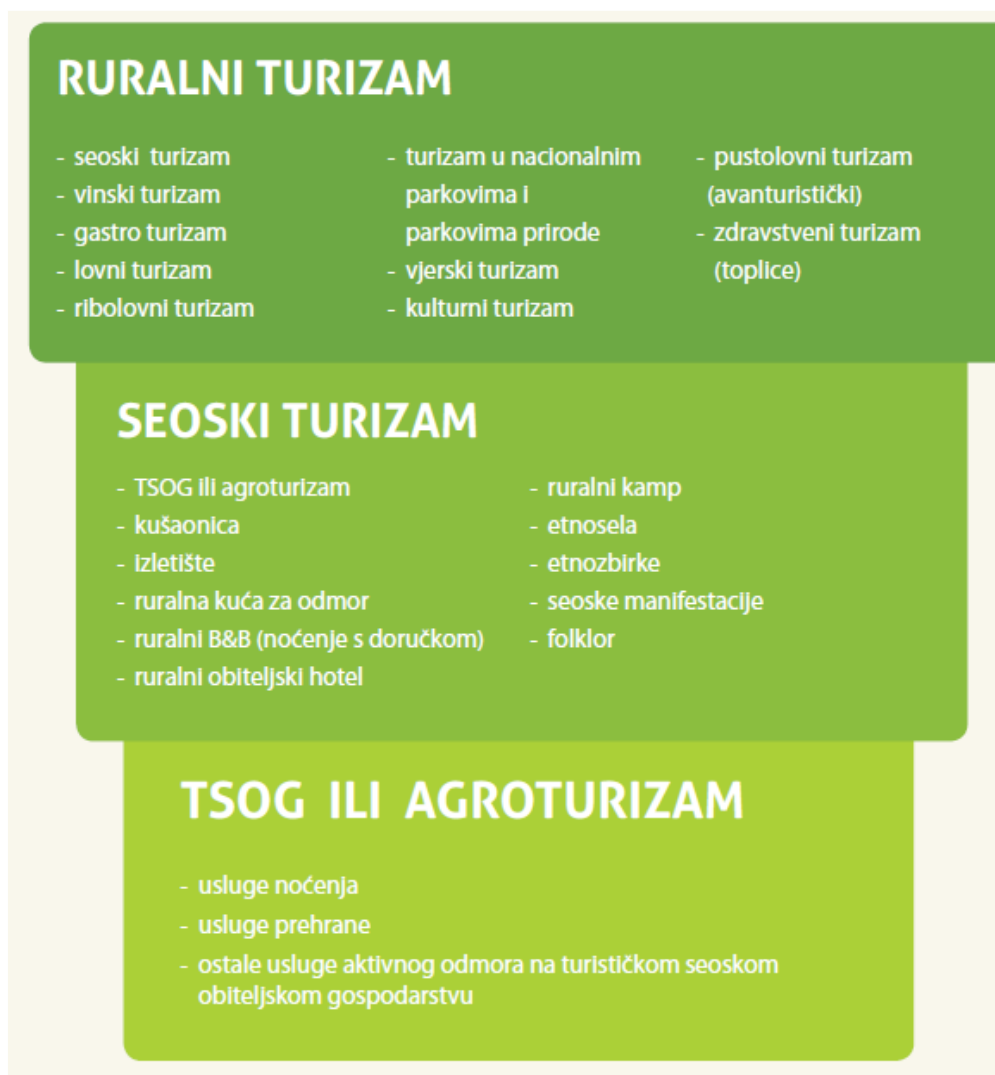 RURALNI TURIZAM
- seoski turizam
- vinski turizam
- gastro turizam
- lovni turizam
- ribolovni turizam
- turizam u nacionalnim
parkovima i
parkovima prirode
- vjerski turizam
- kulturni turizam
- pustolovni turizam
(avanturistički)
- zdravstveni turizam
(toplice)
SEOSKI TURIZAM
- TSOG ili agroturizam
- kušaonica
- izletište
- ruralna kuća za odmor
- ruralni B&B (noćenje s doručkom)
- ruralni obiteljski hotel
- ruralni kamp
- etnosela
- etnozbirke
- seoske manifestacije
- folklor
TSOG ILI AGROTURIZAM
- usluge noćenja
- usluge prehrane
- ostale usluge aktivnog odmora na turističkom seoskom
obiteljskom gospodarstvu